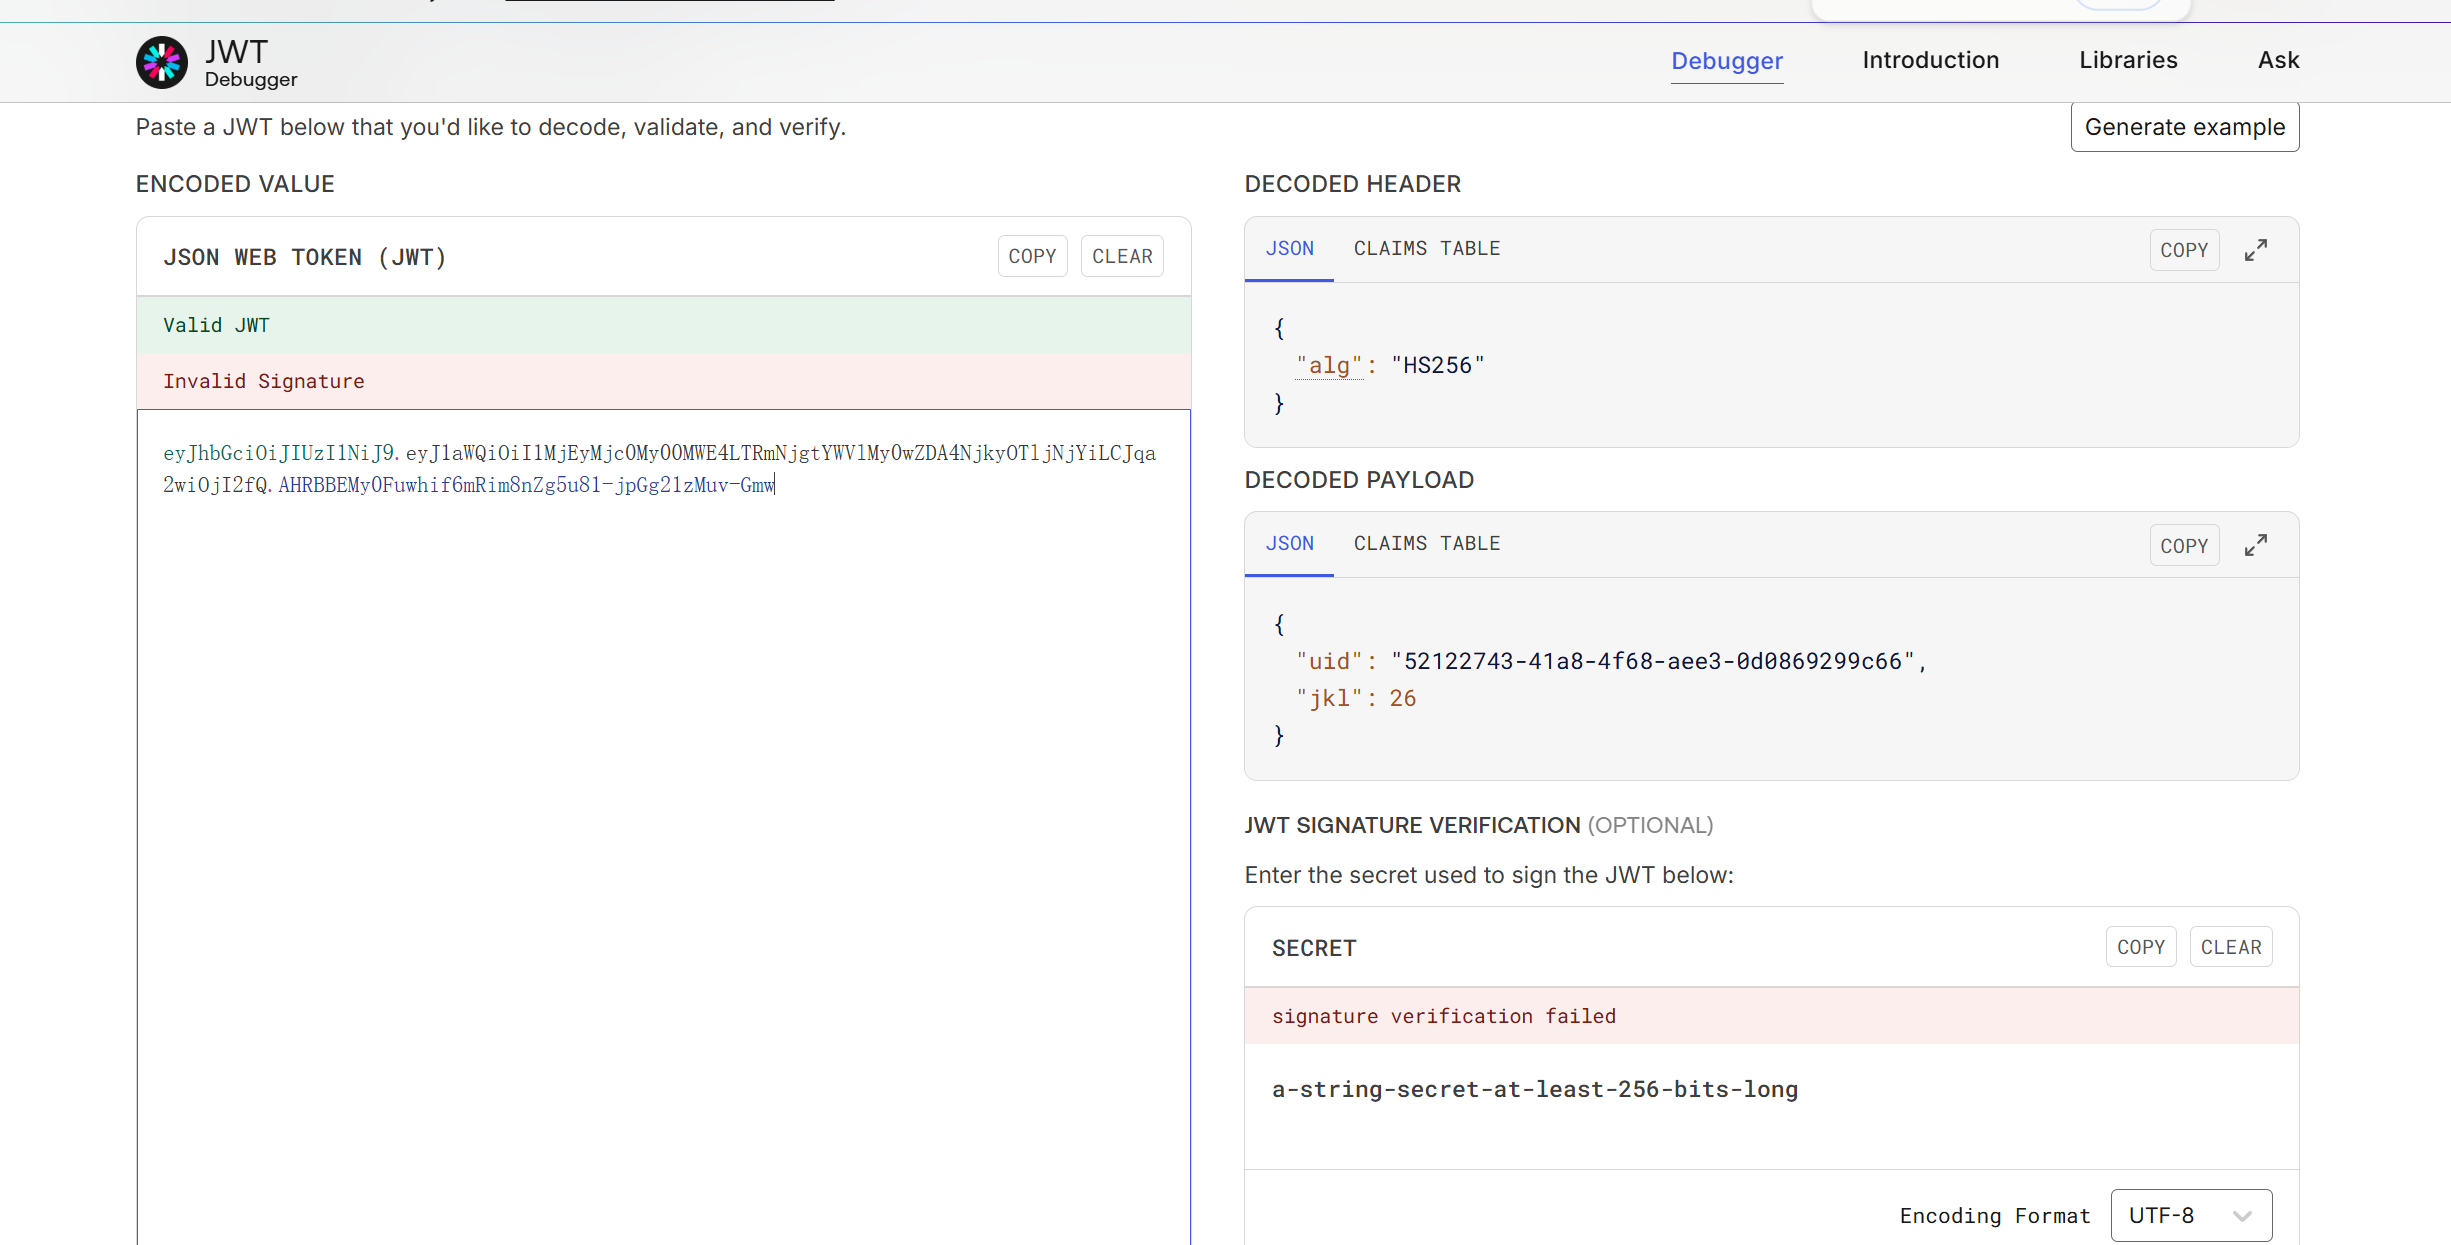 JWT
Debugger
Debugger
Introduction
Libraries
Ask
Paste a JWT below that you'd like to decode, validate, and verify.
Generate example
ENCODED VALUE
JSON WEB TOKEN (JWT)
COPY
CLEAR
Valid JWT
Invalid Signature
eyJhbGciOiJIUzI1NiJ9.eyJ1aWQiOiI1MjEyMjc0My00MWE4LTRmNjgtYWVlMy0wZDA4NjkyOTljNjYiLCJqa
2wiOjI2fQ.AHRBBEMy0Fuwhif6mRim8nZg5u81-jpGg21zMuv-Gmw
DECODED HEADER
JSON
CLAIMS TABLE
COPY
{
"alg": "HS256"
}
DECODED PAYLOAD
JSON
CLAIMS TABLE
COPY
{
"uid": "52122743-41a8-4f68-aee3-0d0869299c66",
"jkl": 26
}
JWT SIGNATURE VERIFICATION (OPTIONAL)
Enter the secret used to sign the JWT below:
SECRET
COPY
CLEAR
signature verification failed
a-string-secret-at-least-256-bits-long
Encoding Format
UTF-8